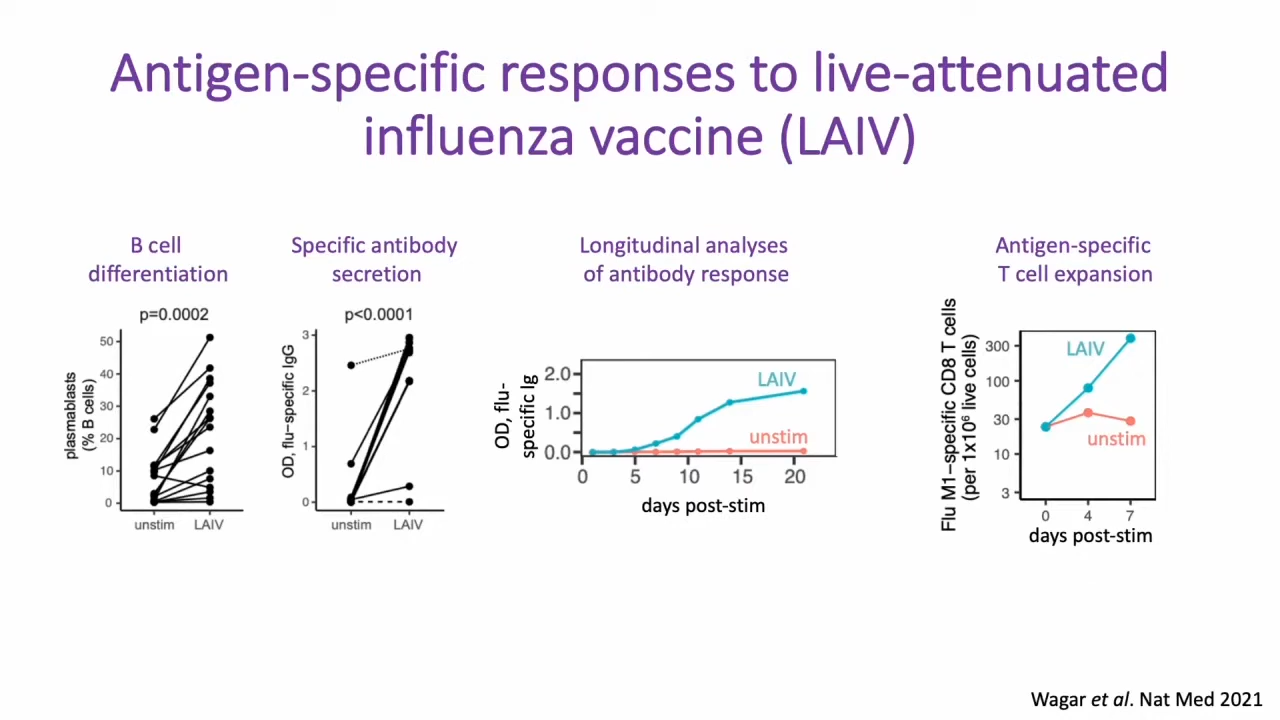 Antigen-specific responses to live-attenuated
influenza vaccine (LAIV)
B cell
differentiation
p=0.0002
plasmablasts
(% B cells)
50
40
30
20
10
0
unstim
LAIV
Specific antibody
secretion
p<0.0001
OD, flu−specific IgG
3
2
1
0
unstim
LAIV
Longitudinal analyses
of antibody response
OD, flu-
specific Ig
2.0
1.0
0.0
LAIV
unstim
0 5 10 15 20
days post-stim
Antigen-specific
T cell expansion
Flu M1−specific CD8 T cells
(per 1x10⁶ live cells)
300
100
30
10
3
LAIV
unstim
0 4 7
days post-stim
Wagar et al. Nat Med 2021